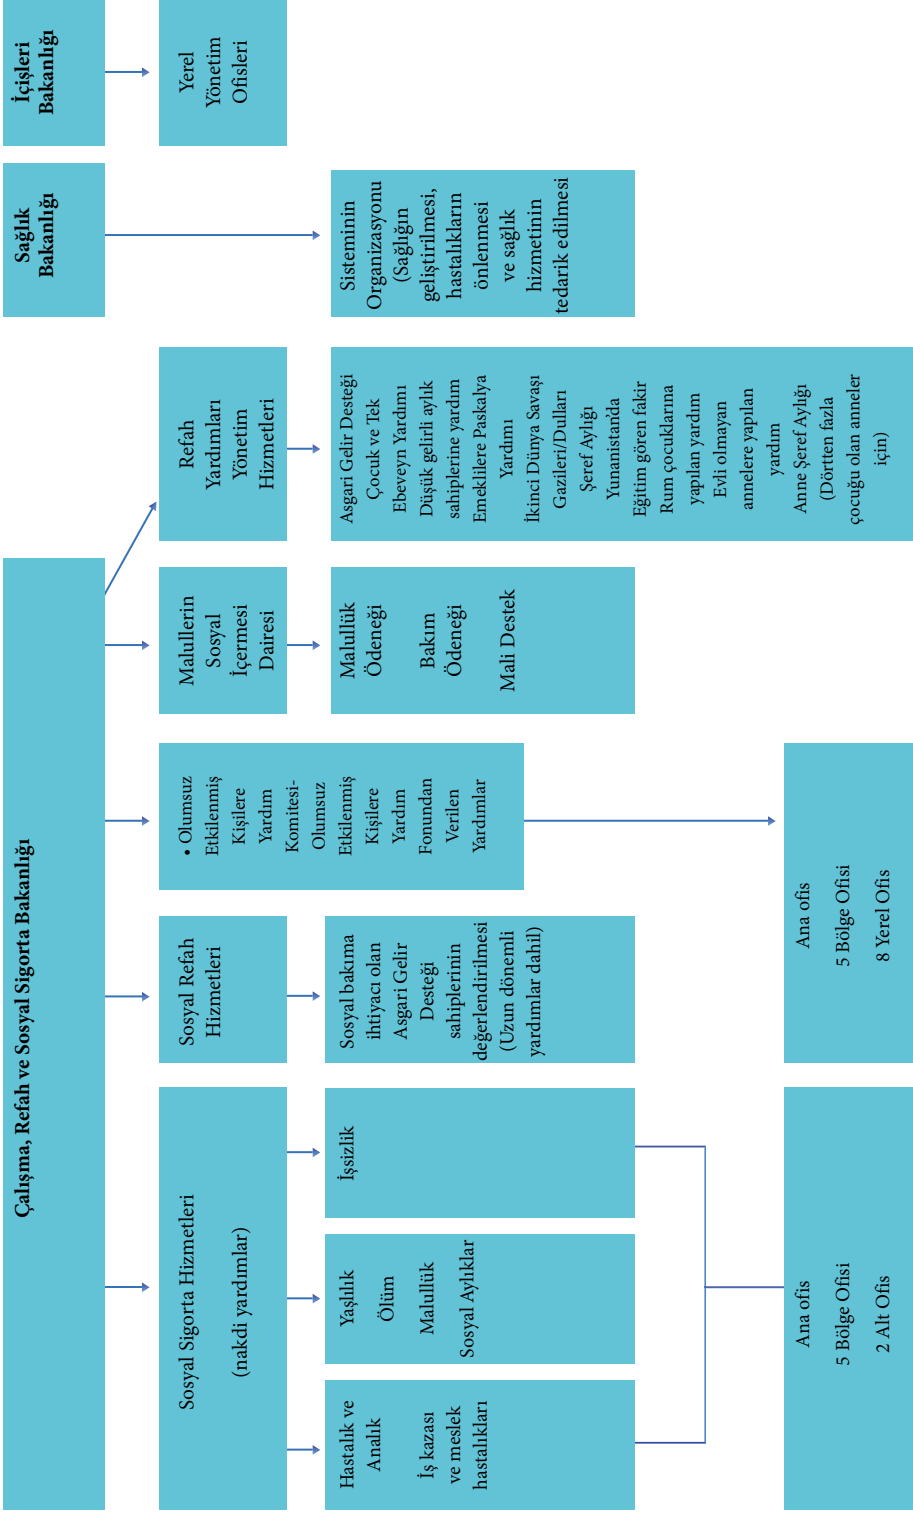 Çalışma, Refah ve Sosyal Sigorta Bakanlığı
Sağlık
Bakanlığı
İçişleri
Bakanlığı
Sosyal Sigorta Hizmetleri
(nakdi yardımlar)
Sosyal Refah
Hizmetleri
• Olumsuz
Etkilenmiş
Kişilere
Yardım
Komitesi-
Olumsuz
Etkilenmiş
Kişilere
Yardım
Fonundan
Verilen
Yardımlar
Malullerin
Sosyal
İçermesi
Dairesi
Refah
Yardımları
Yönetim
Hizmetleri
Yerel
Yönetim
Ofisleri
Hastalık ve
Analık
İş kazası
ve meslek
hastalıkları
Yaşlılık
Ölüm
Malullük
Sosyal Aylıklar
İşsizlik
Sosyal bakıma
ihtiyacı olan
Asgari Gelir
Desteği
sahiplerinin
değerlendirilmesi
(Uzun dönemli
yardımlar dahil)
Malullük
Ödeneği
Bakım
Ödeneği
Mali Destek
Asgari Gelir Desteği
Çocuk ve Tek
Ebeveyn Yardımı
Düşük gelirli aylık
sahiplerine yardım
Emeklilere Paskalya
Yardımı
İkinci Dünya Savaşı
Gazileri/Dulları
Şeref Aylığı
Yunanistan'da
Eğitim gören fakir
Rum çocuklarına
yapılan yardım
Evli olmayan
annelere yapılan
yardım
Anne Şeref Aylığı
(Dörtten fazla
çocuğu olan anneler
için)
Sisteminin
Organizasyonu
(Sağlığın
geliştirilmesi,
hastalıkların
önlenmesi
ve sağlık
hizmetinin
tedarik edilmesi
Ana ofis
5 Bölge Ofisi
2 Alt Ofis
Ana ofis
5 Bölge Ofisi
8 Yerel Ofis